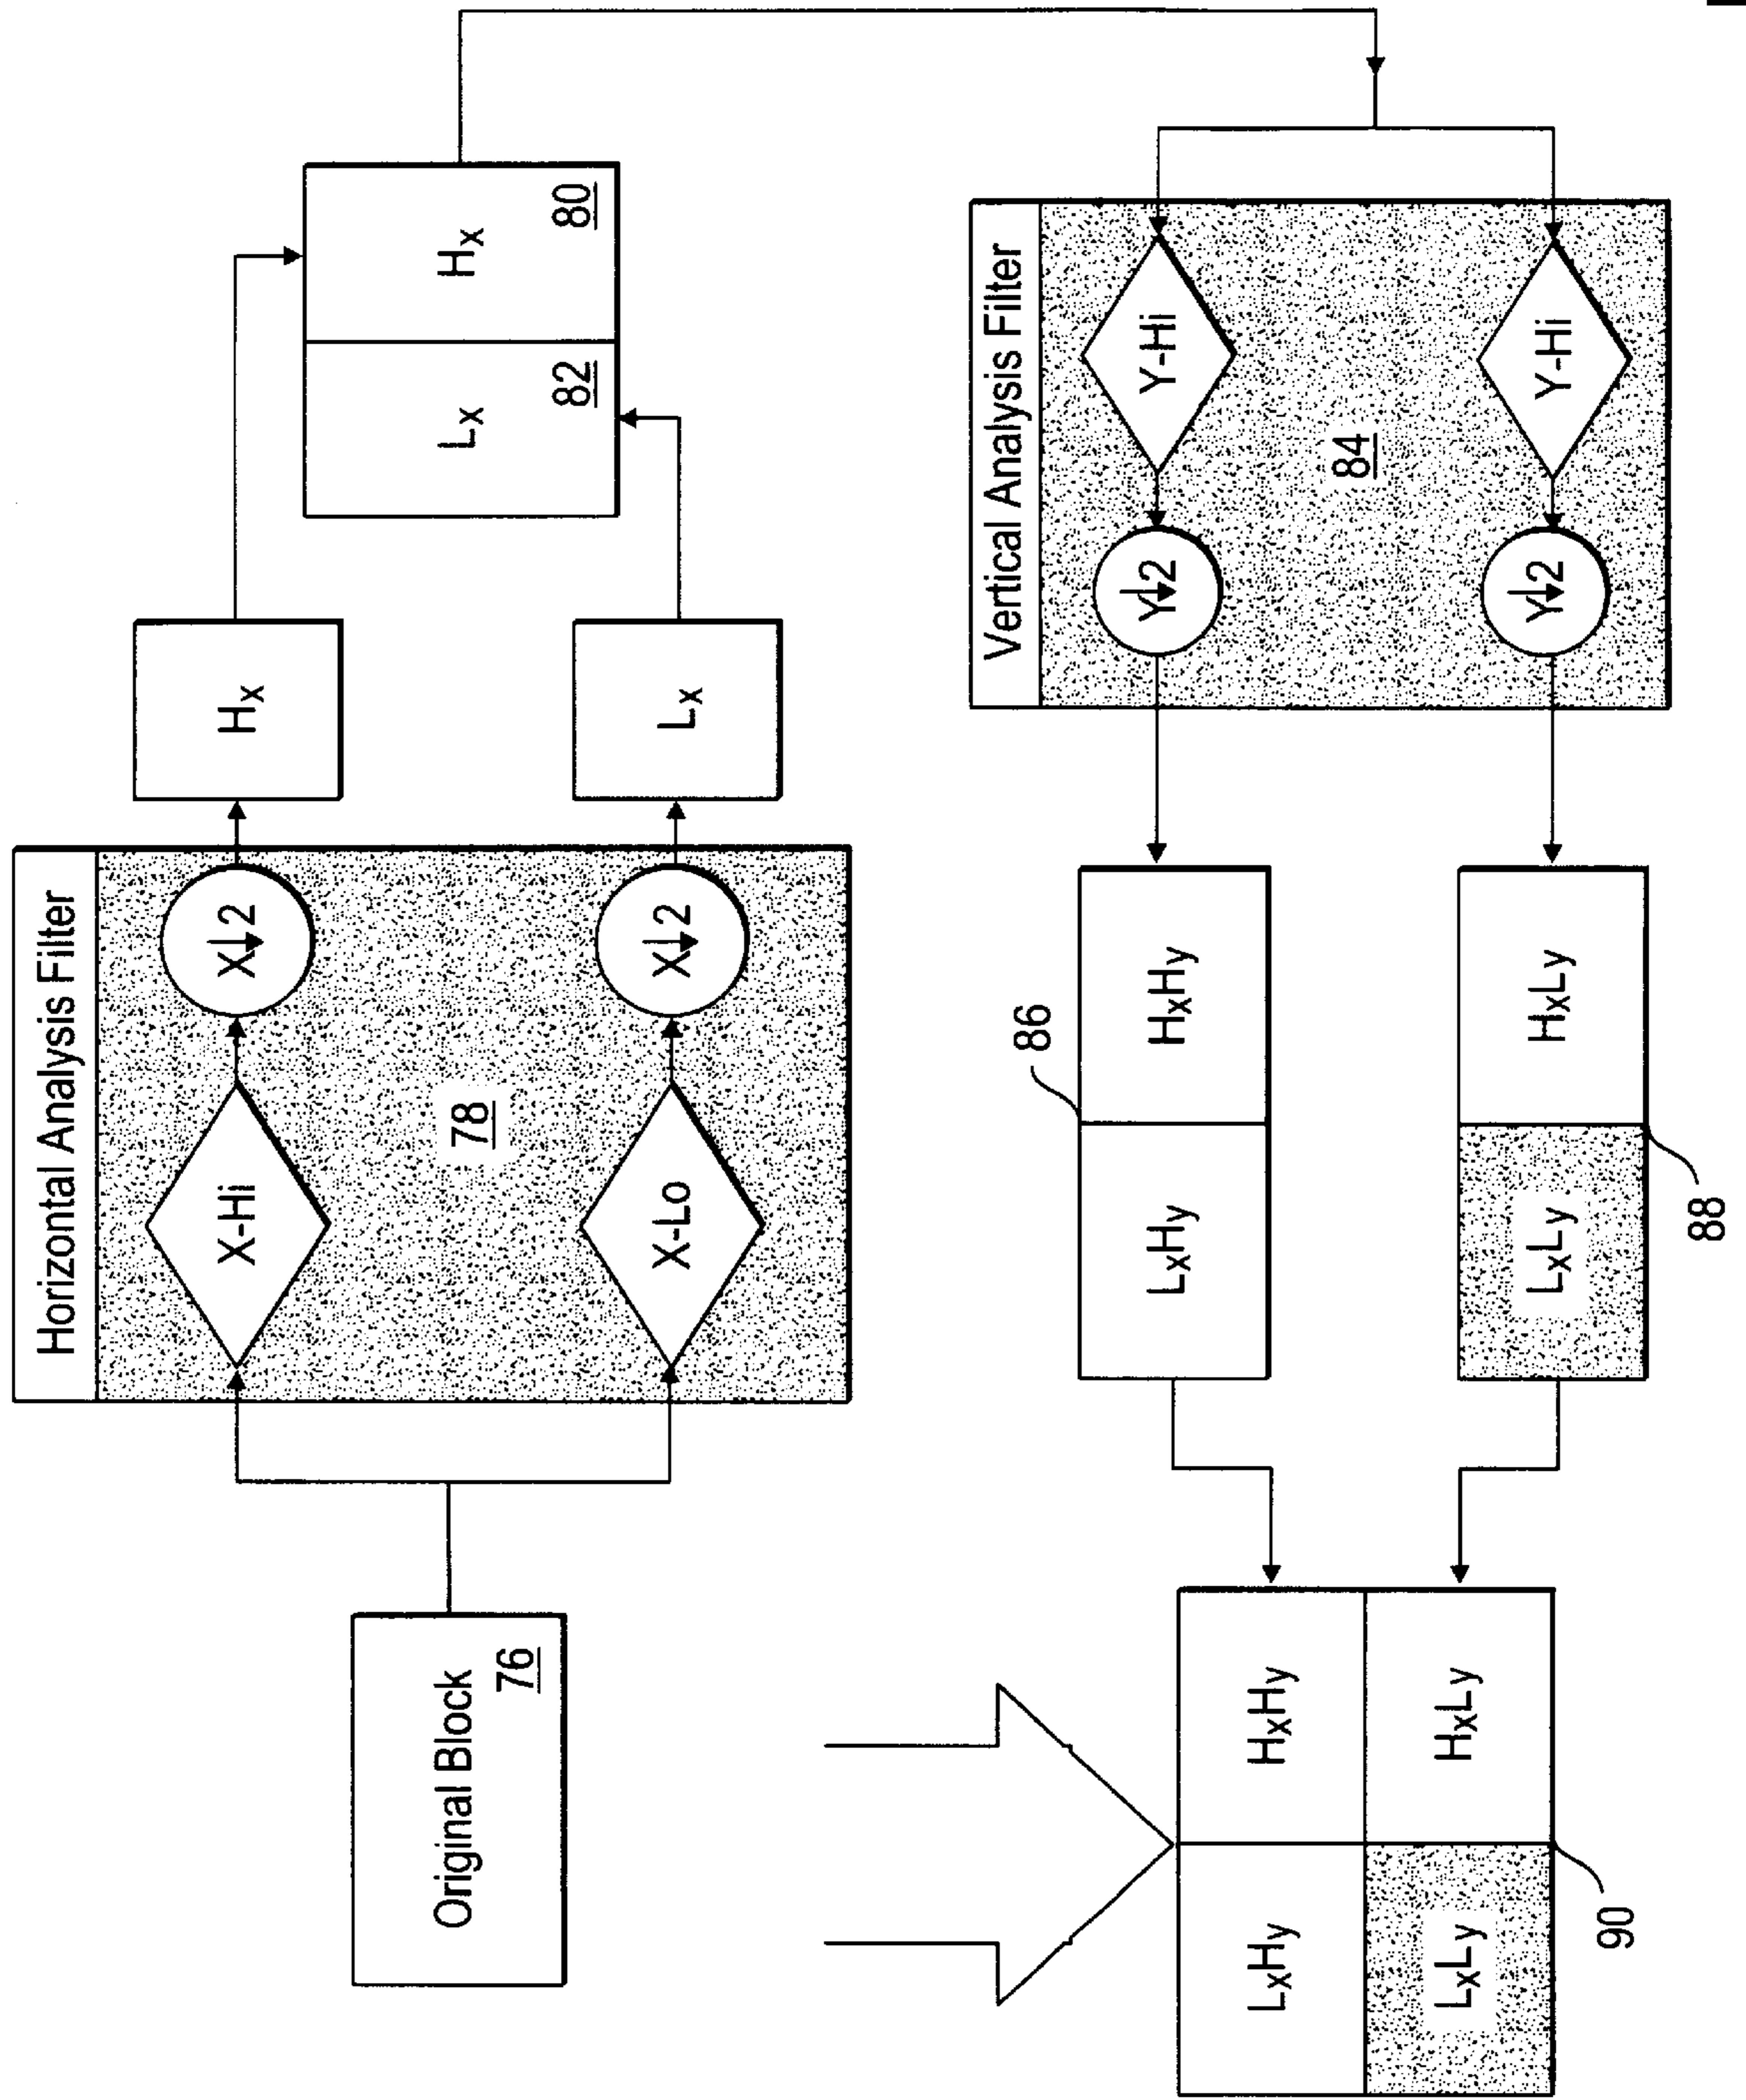 Horizontal Analysis Filter
Original Block
76
X-Hi
X↓2
78
X-Lo
X↓2
Hx
Lx
Lx
82
Hx
80
Vertical Analysis Filter
Y-Hi
Y↓2
84
Y-Hi
Y↓2
86
LxHy
HxHy
LxLy
HxLy
88
LxHy
HxHy
LxLy
HxLy
90